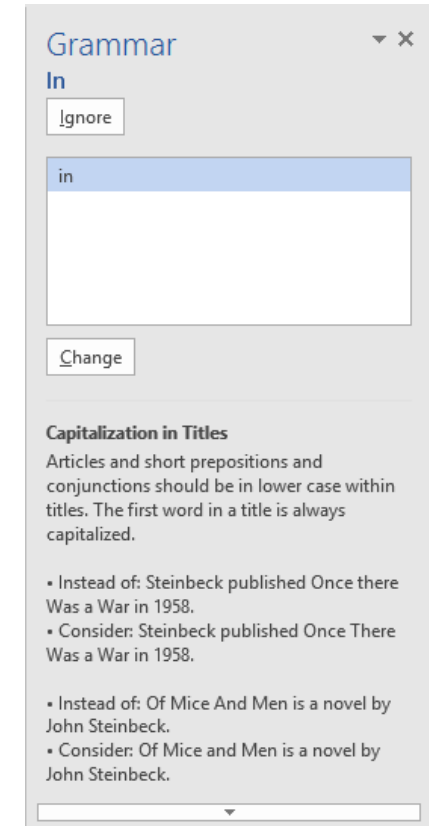 Grammar
In
Ignore
in
Change
Capitalization in Titles
Articles and short prepositions and
conjunctions should be in lower case within
titles. The first word in a title is always
capitalized.
• Instead of: Steinbeck published Once there
Was a War in 1958.
• Consider: Steinbeck published Once There
Was a War in 1958.
• Instead of: Of Mice And Men is a novel by
John Steinbeck.
• Consider: Of Mice and Men is a novel by
John Steinbeck.